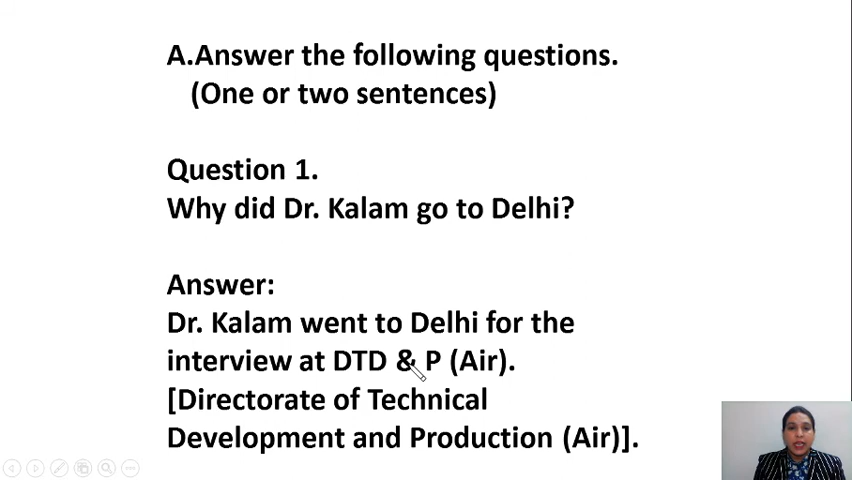 A.Answer the following questions.
(One or two sentences)
Question 1.
Why did Dr. Kalam go to Delhi?
Answer:
Dr. Kalam went to Delhi for the
interview at DTD & P (Air).
[Directorate of Technical
Development and Production (Air)].